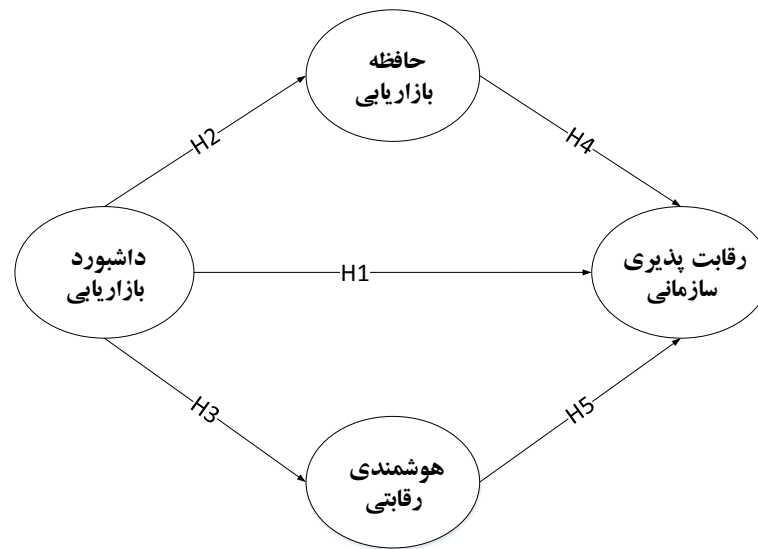 حافظه
بازاریابی
H2
H4
داشبورد
بازاریابی
H1
رقابت پذیری
سازمانی
H3
H5
هوشمندی
رقابتی